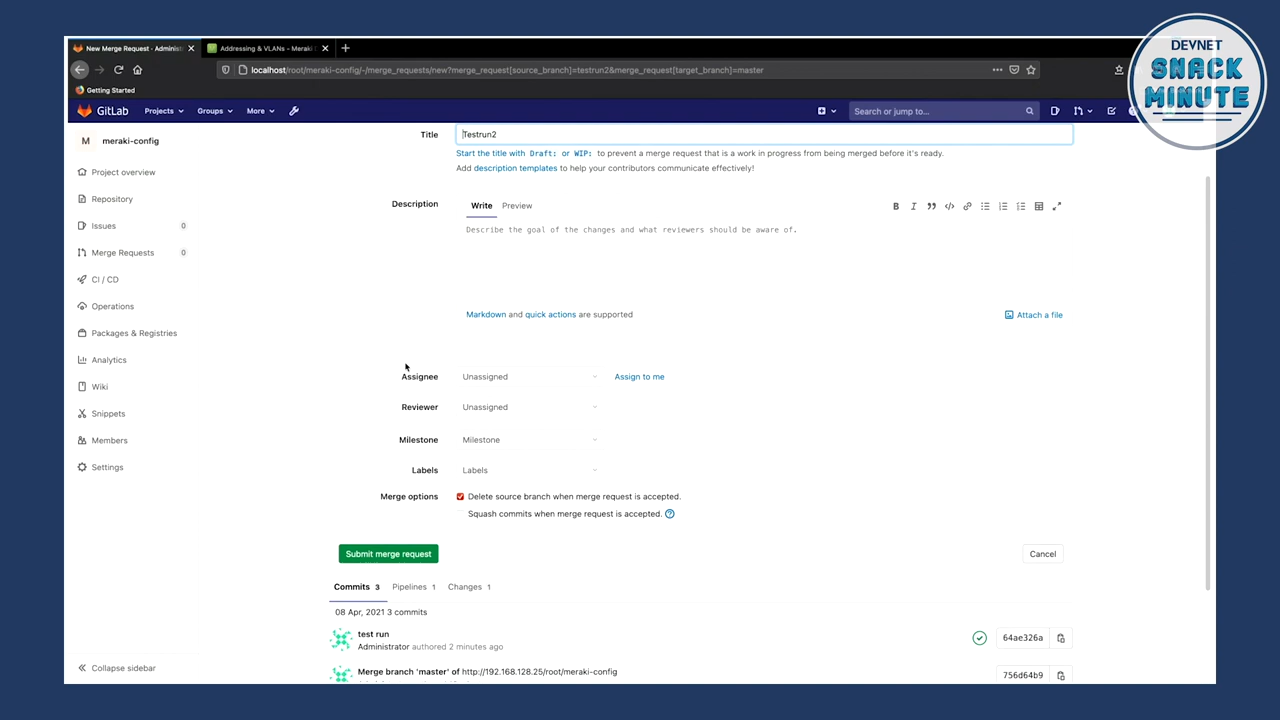 DEVNET
SNACK
MINUTE
New Merge Request · Administ
Addressing & VLANs - Meraki
localhost/root/meraki-config/-/merge_requests/new?merge_request[source_branch]=testrun2&merge_request[target_branch]=master
Getting Started
GitLab Projects Groups More Search or jump to...
M meraki-config
Project overview
Repository
Issues 0
Merge Requests 0
CI / CD
Operations
Packages & Registries
Analytics
Wiki
Snippets
Members
Settings
Collapse sidebar
Title Testrun2
Start the title with Draft: or WIP: to prevent a merge request that is a work in progress from being merged before it's ready.
Add description templates to help your contributors communicate effectively!
Description Write Preview
Describe the goal of the changes and what reviewers should be aware of.
Markdown and quick actions are supported Attach a file
Assignee Unassigned Assign to me
Reviewer Unassigned
Milestone Milestone
Labels Labels
Merge options Delete source branch when merge request is accepted.
Squash commits when merge request is accepted.
Submit merge request Cancel
Commits 3 Pipelines 1 Changes 1
08 Apr, 2021 3 commits
test run
Administrator authored 2 minutes ago 64ae326a
Merge branch 'master' of http://192.168.128.25/root/meraki-config 756d64b9